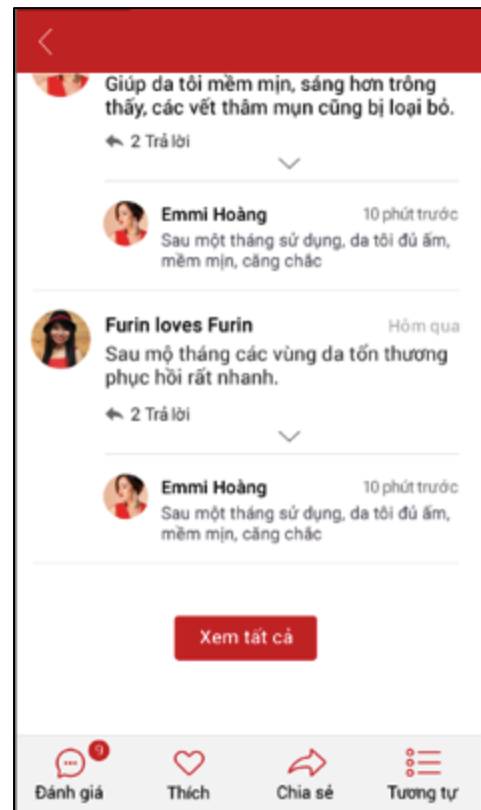 Giúp da tôi mềm mịn, sáng hơn trông
thấy, các vết thâm mụn cũng bị loại bỏ.
2 Trả lời
Emmi Hoàng 10 phút trước
Sau một tháng sử dụng, da tôi đủ ấm,
mềm mịn, căng chắc
Furin loves Furin Hôm qua
Sau mộ tháng các vùng da tổn thương
phục hồi rất nhanh.
2 Trả lời
Emmi Hoàng 10 phút trước
Sau một tháng sử dụng, da tôi đủ ấm,
mềm mịn, căng chắc
Xem tất cả
9
Đánh giá Thích Chia sẻ Tương tự